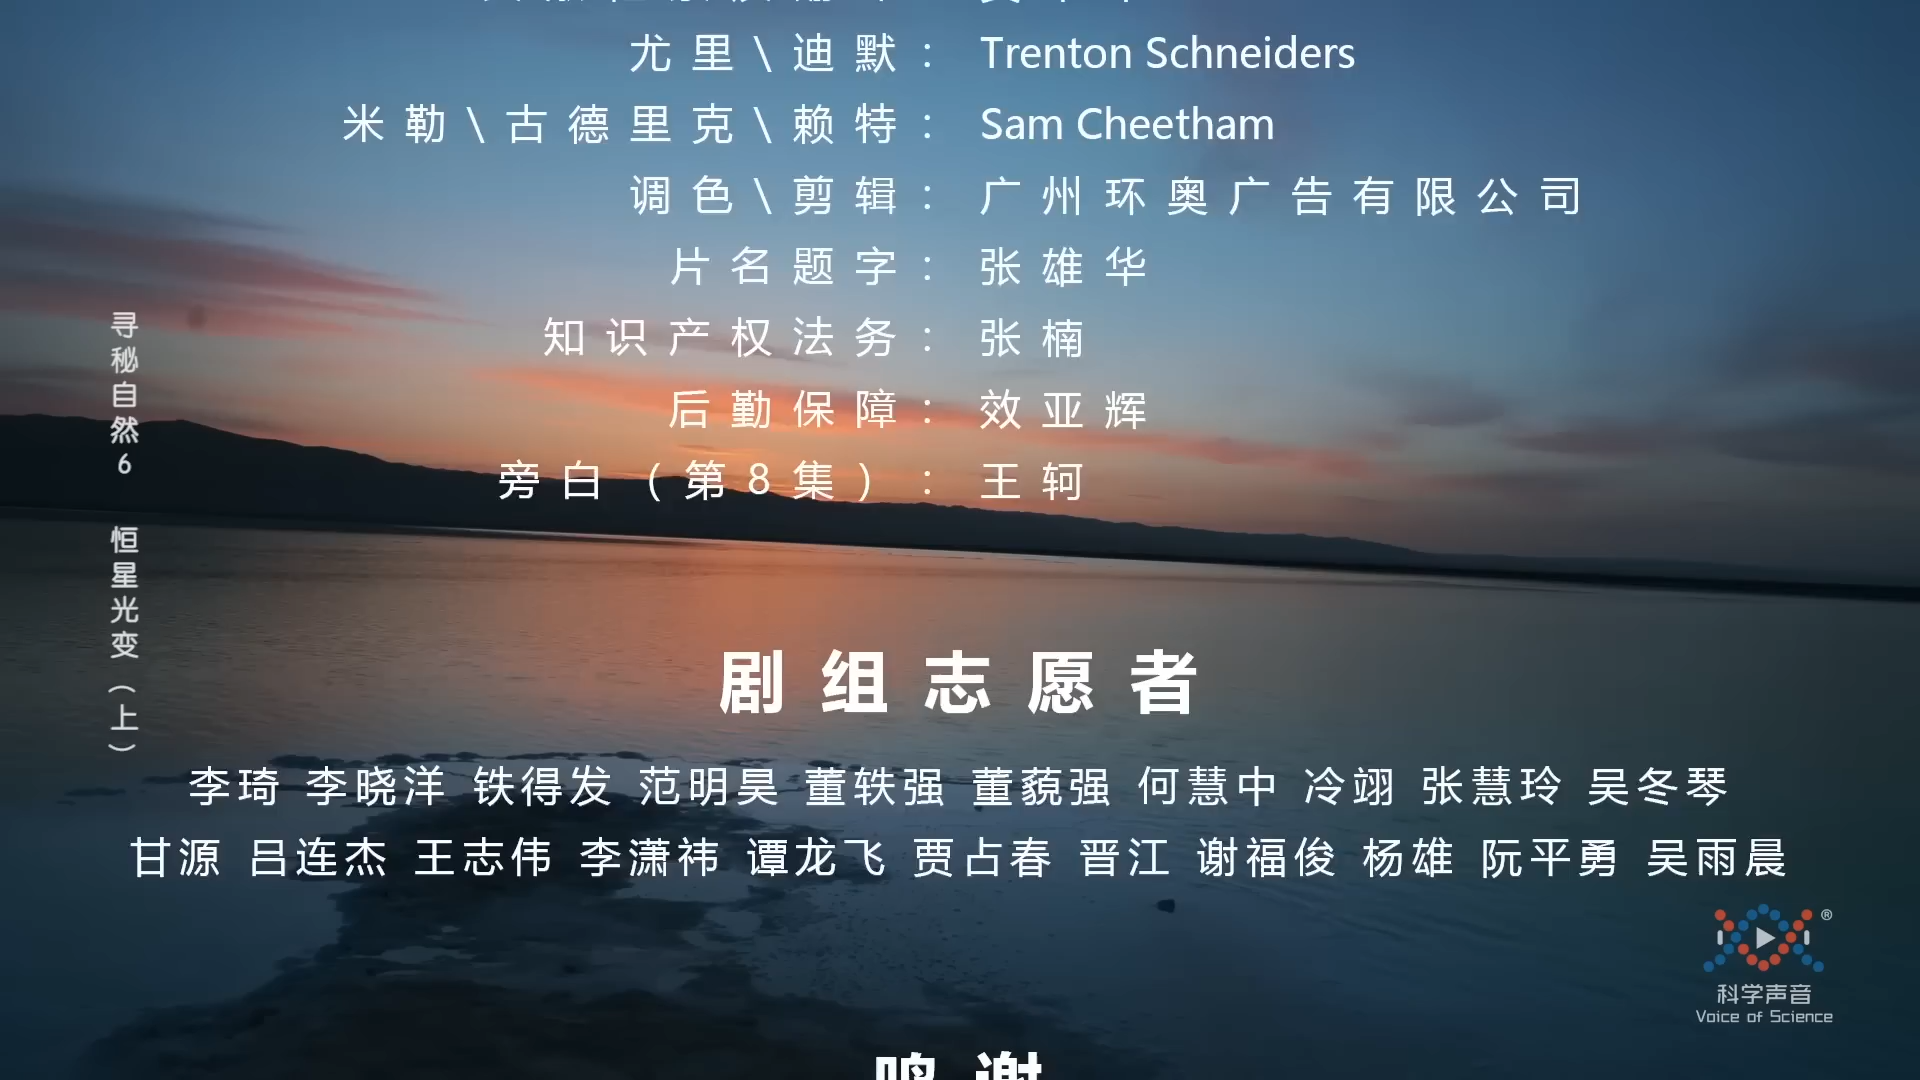 尤里\迪默： Trenton Schneiders
米勒\古德里克\赖特： Sam Cheetham
调色\剪辑： 广州环奥广告有限公司
片名题字： 张雄华
知识产权法务： 张楠
后勤保障： 效亚辉
旁白（第8集）： 王轲
寻秘自然6 恒星光变（上）
剧组志愿者
李琦 李晓洋 铁得发 范明昊 董轶强 董藐强 何慧中 冷翊 张慧玲 吴冬琴
甘源 吕连杰 王志伟 李潇祎 谭龙飞 贾占春 晋江 谢福俊 杨雄 阮平勇 吴雨晨
®
科学声音
Voice of Science
鸣谢